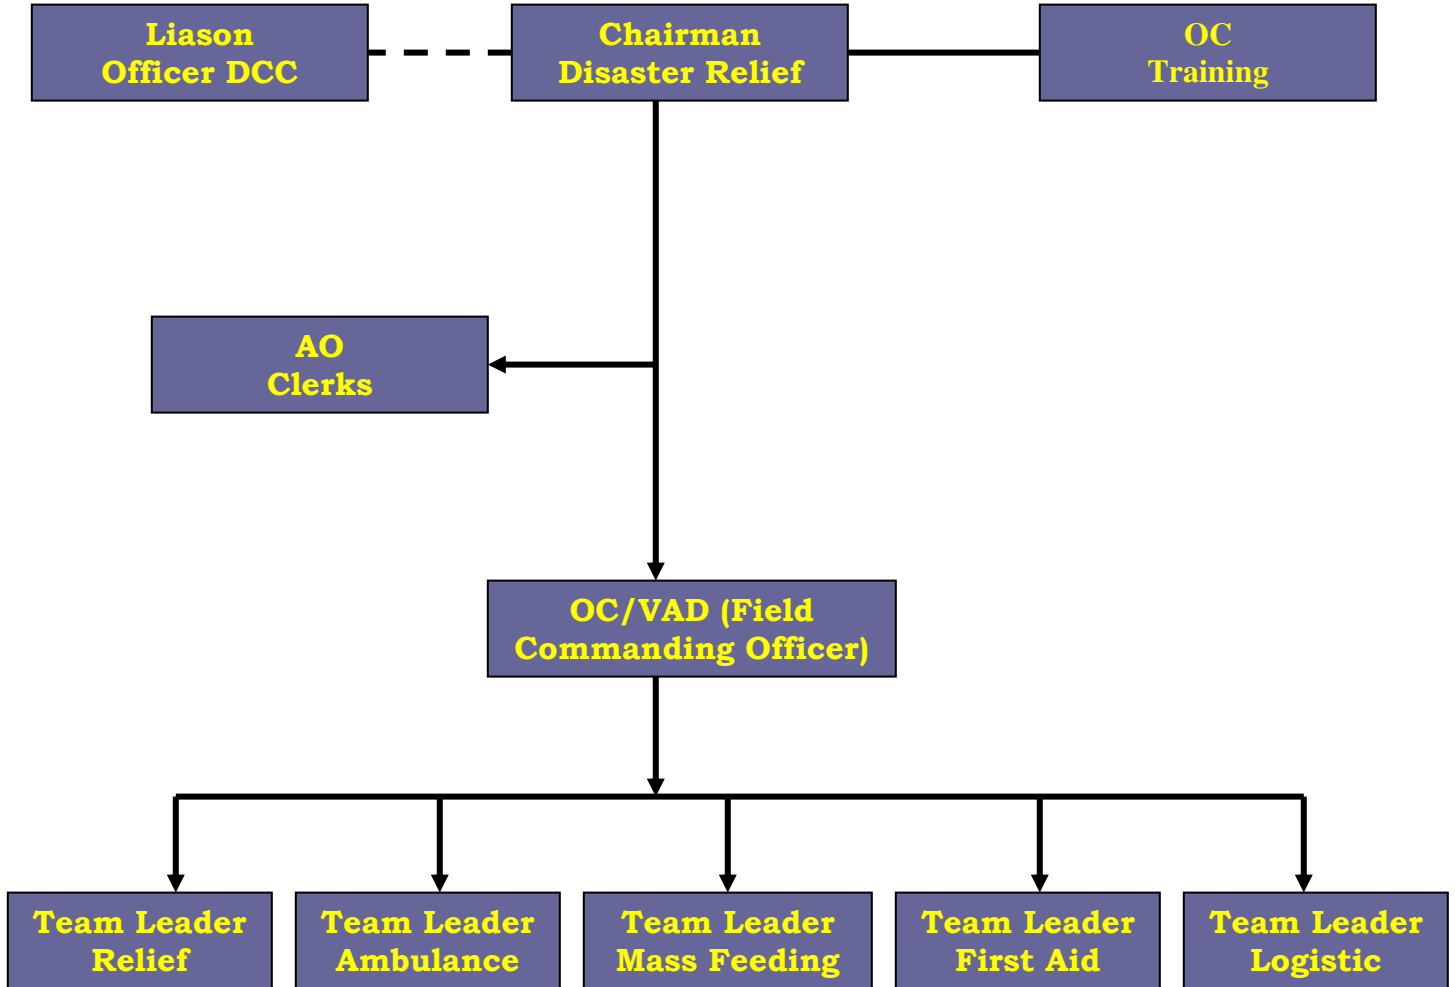 Liason
Officer DCC
Chairman
Disaster Relief
OC
Training
AO
Clerks
OC/VAD (Field
Commanding Officer)
Team Leader
Relief
Team Leader
Ambulance
Team Leader
Mass Feeding
Team Leader
First Aid
Team Leader
Logistic